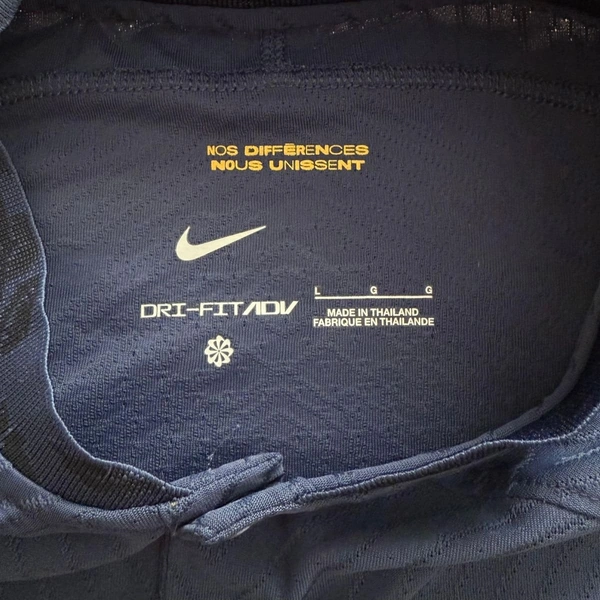 NOS DIFFÉRENCES
NOUS UNISSENT
DRI-FIT ADV
L G G
MADE IN THAILAND
FABRIQUE EN THAILANDE